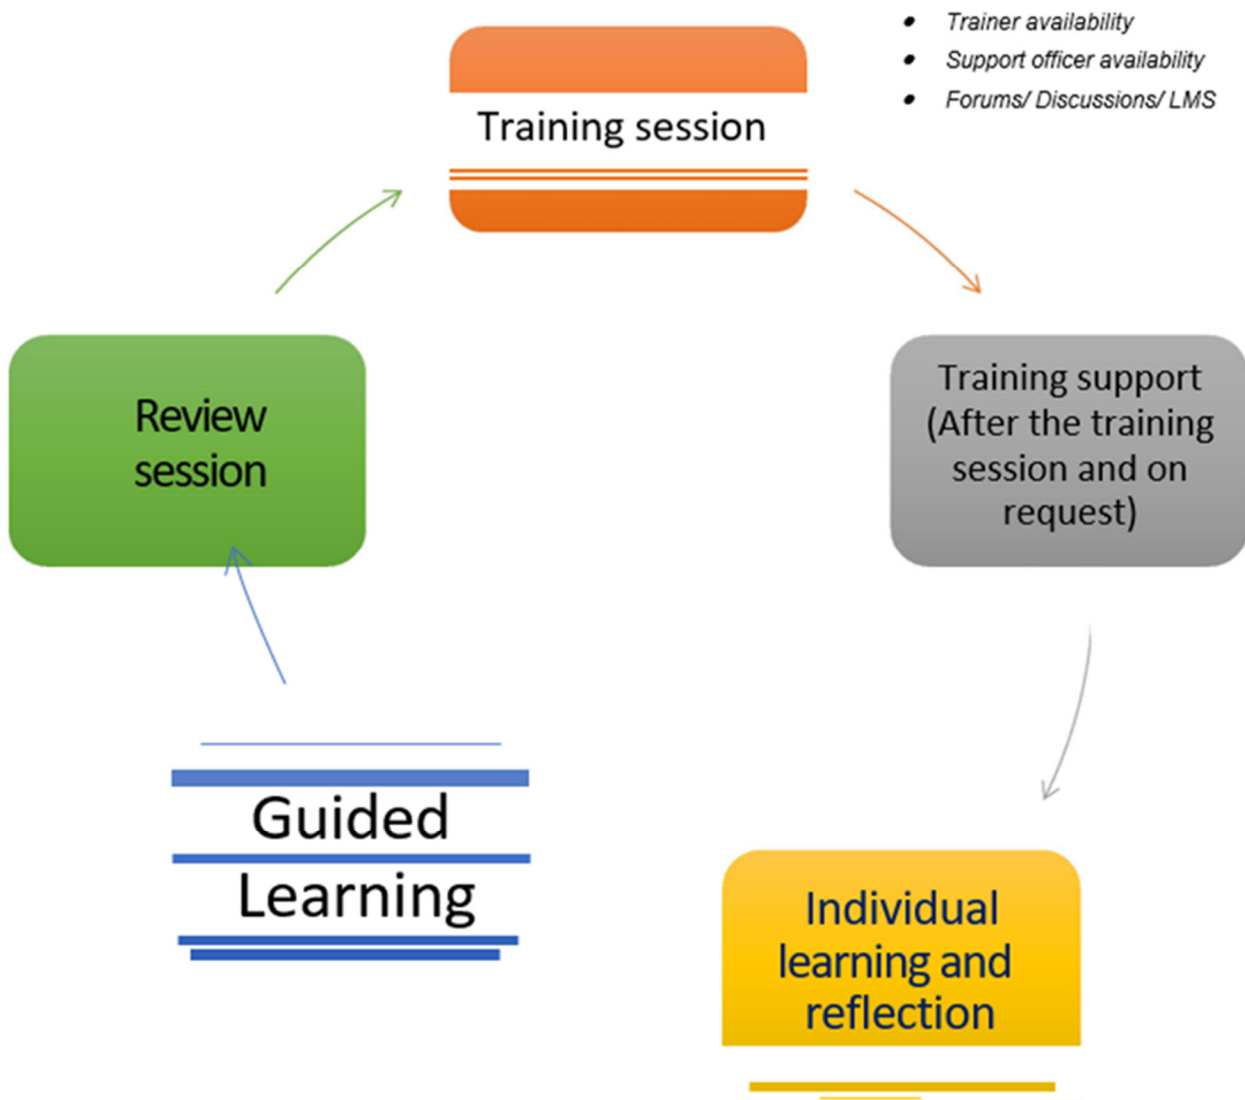 • Trainer availability
• Support officer availability
• Forums/ Discussions/ LMS
Training session
Training support
(After the training
session and on
request)
Review
session
Guided
Learning
Individual
learning and
reflection